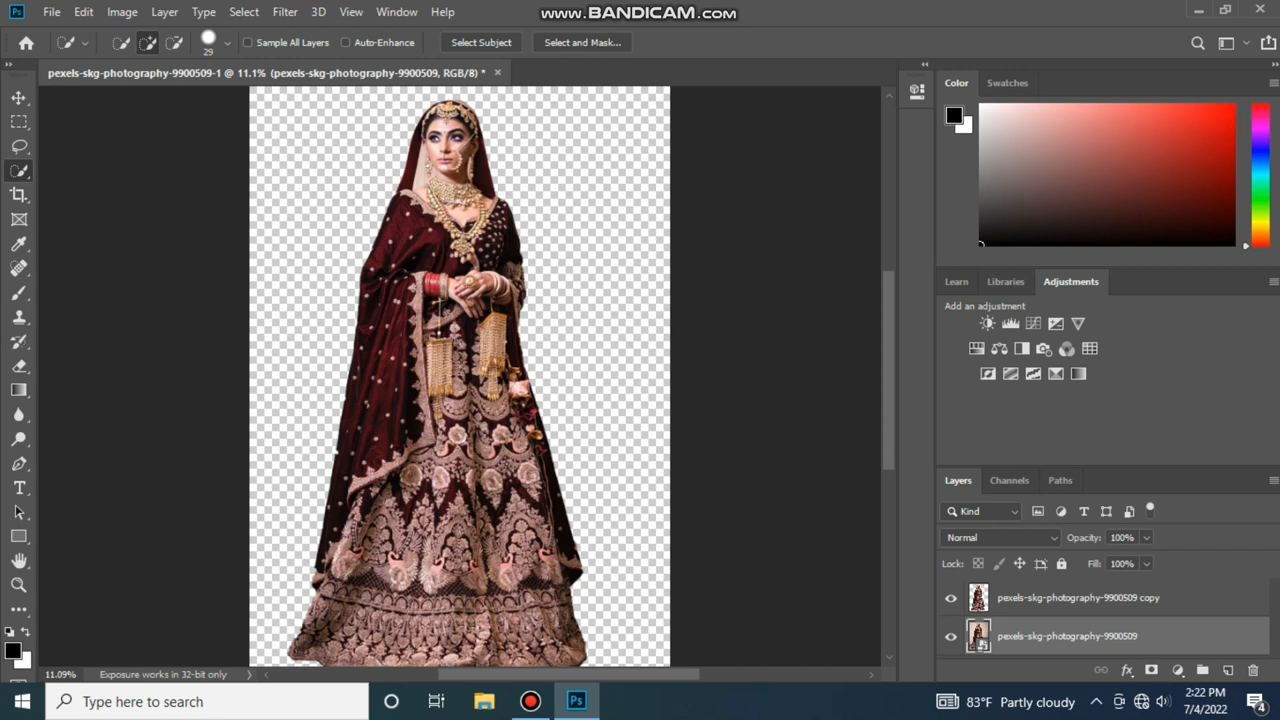 Ps File Edit Image Layer Type Select Filter 3D View Window Help
www.BANDICAM.com
29 Sample All Layers Auto-Enhance Select Subject Select and Mask...
pexels-skg-photography-9900509-1 @ 11.1% (pexels-skg-photography-9900509, RGB/8) *
Color Swatches
Learn Libraries Adjustments
Add an adjustment
Layers Channels Paths
Kind
Normal Opacity: 100%
Lock: Fill: 100%
pexels-skg-photography-9900509 copy
pexels-skg-photography-9900509
11.09% Exposure works in 32-bit only
Type here to search
Ps
83°F Partly cloudy
2:22 PM
7/4/2022
4